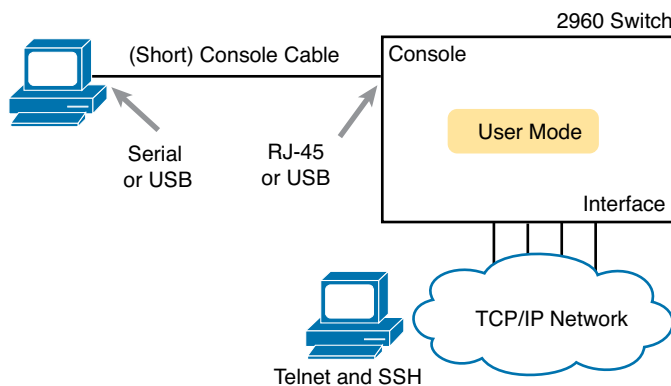 2960 Switch
(Short) Console Cable
Console
User Mode
Serial
or USB
RJ-45
or USB
Interface
TCP/IP Network
Telnet and SSH